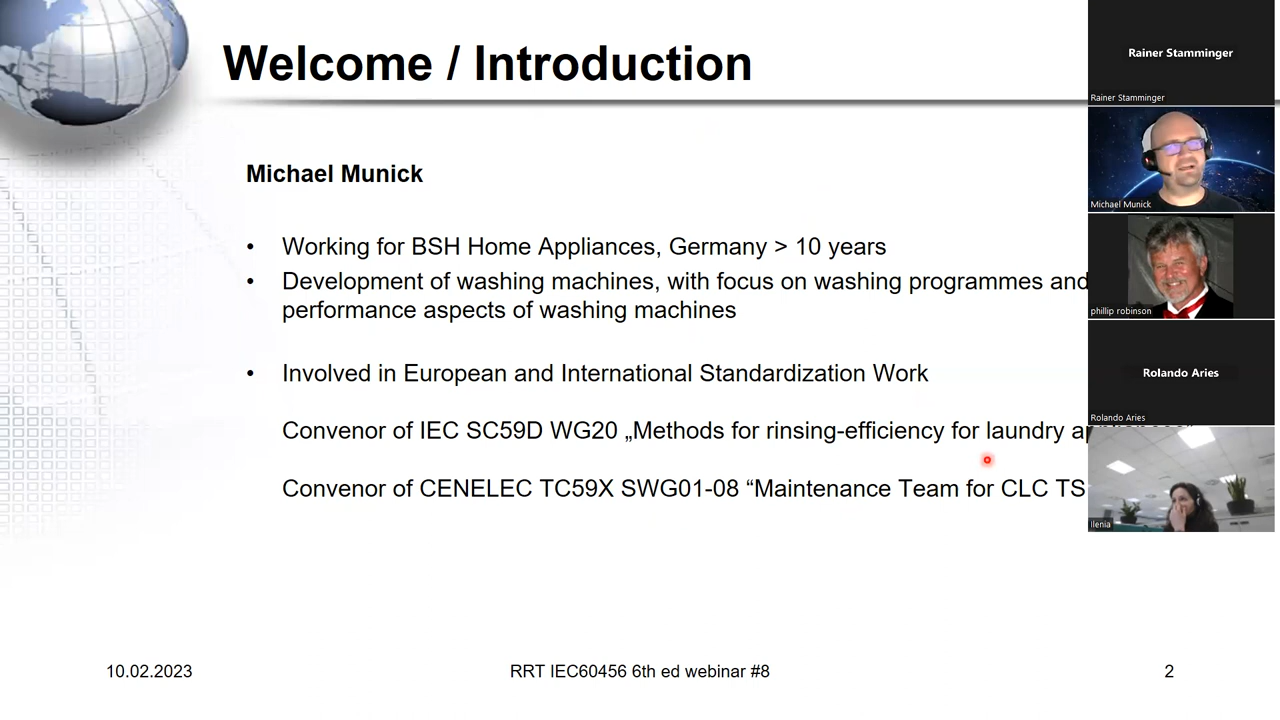 Welcome / Introduction
Michael Munick
• Working for BSH Home Appliances, Germany > 10 years
• Development of washing machines, with focus on washing programmes and
performance aspects of washing machines
• Involved in European and International Standardization Work
Convenor of IEC SC59D WG20 „Methods for rinsing-efficiency for laundry
Convenor of CENELEC TC59X SWG01-08 “Maintenance Team for CLC TS
10.02.2023
RRT IEC60456 6th ed webinar #8
2
Rainer Stamminger
Rainer Stamminger
Michael Munick
phillip robinson
Rolando Aries
Rolando Aries
Ilenia